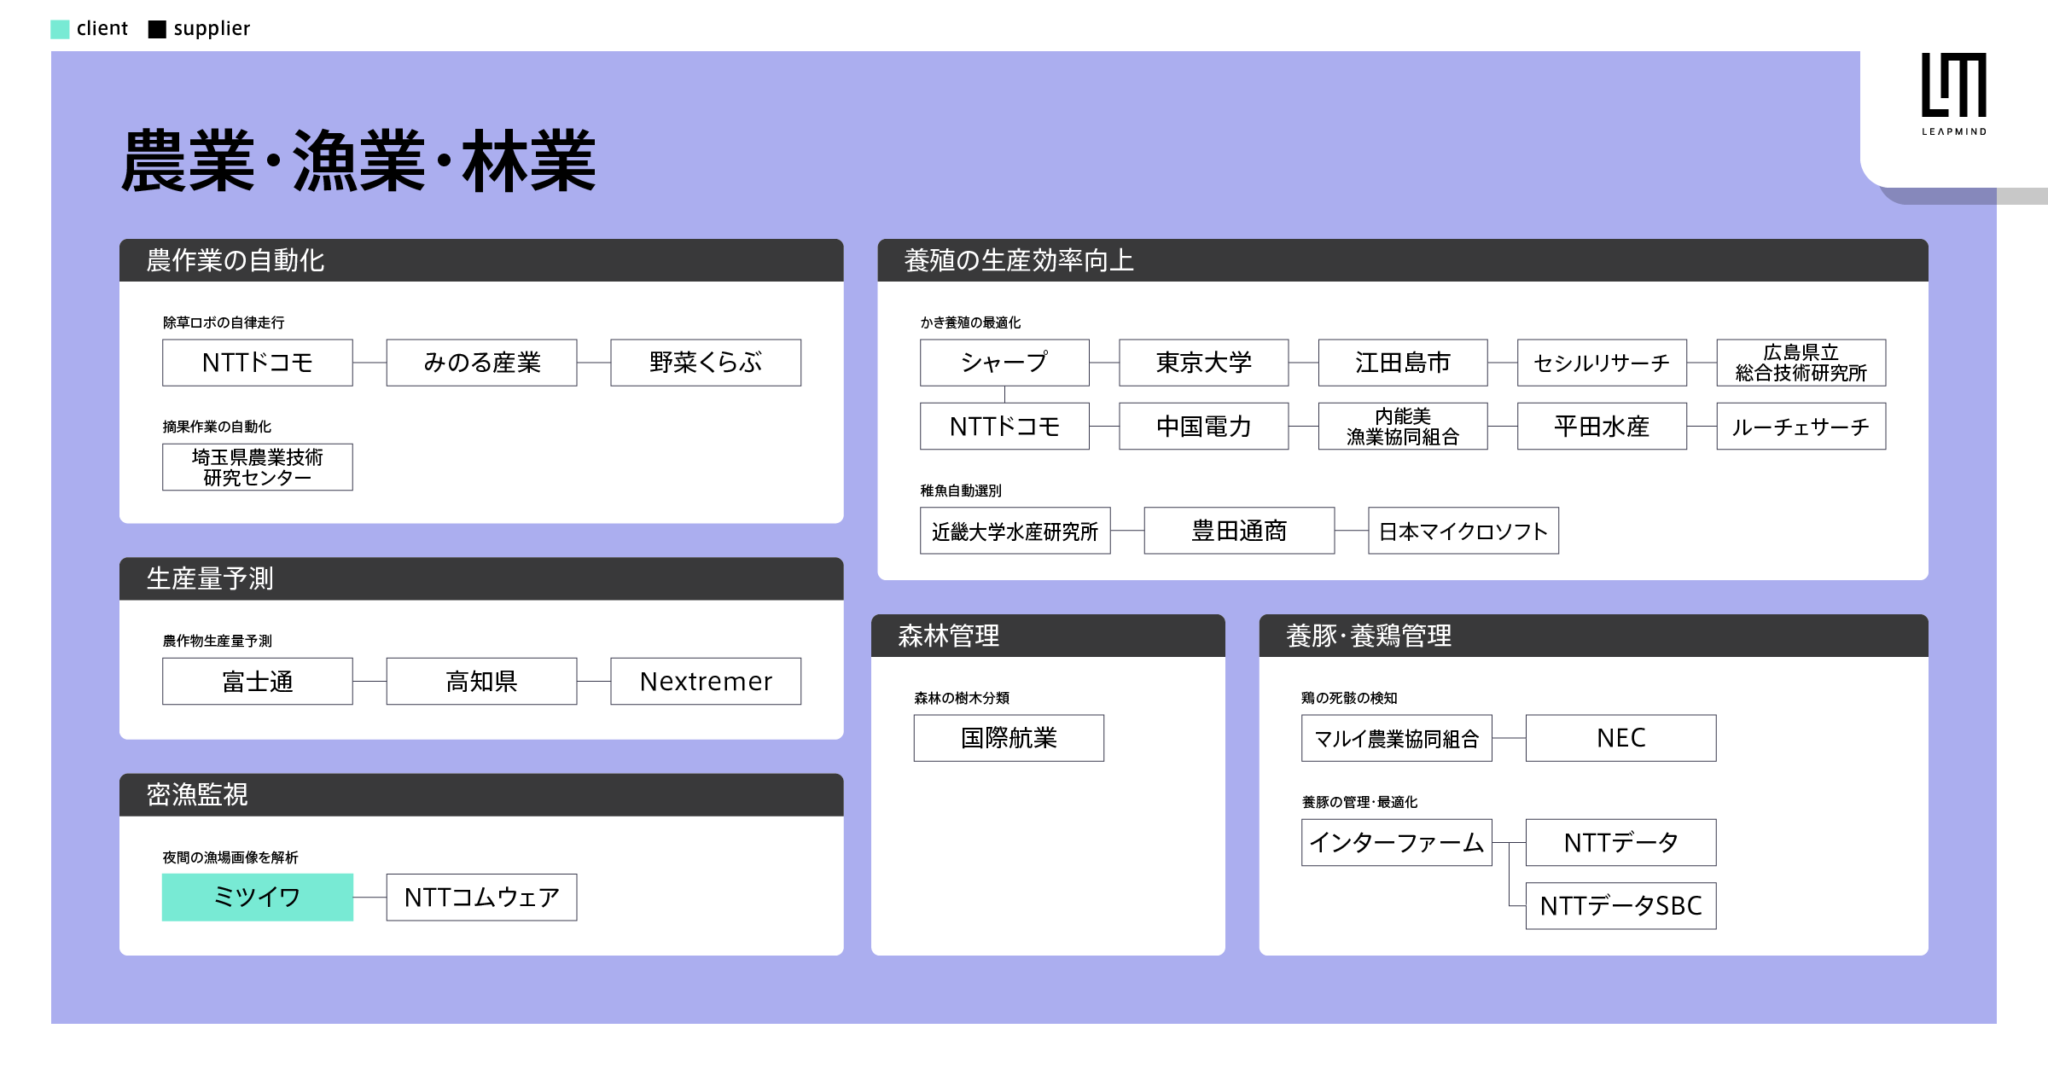 client
supplier
LEAPMIND
農業・漁業・林業
農作業の自動化
除草ロボの自律走行
NTTドコモ
みのる産業
野菜くらぶ
摘果作業の自動化
埼玉県農業技術
研究センター
生産量予測
農作物生産量予測
富士通
高知県
Nextremer
密漁監視
夜間の漁場画像を解析
ミツイワ
NTTコムウェア
養殖の生産効率向上
かき養殖の最適化
シャープ
東京大学
江田島市
セシルリサーチ
広島県立
総合技術研究所
NTTドコモ
中国電力
内能美
漁業協同組合
平田水産
ルーチェサーチ
稚魚自動選別
近畿大学水産研究所
豊田通商
日本マイクロソフト
森林管理
森林の樹木分類
国際航業
養豚・養鶏管理
鶏の死骸の検知
マルイ農業協同組合
NEC
養豚の管理・最適化
インターファーム
NTTデータ
NTTデータSBC